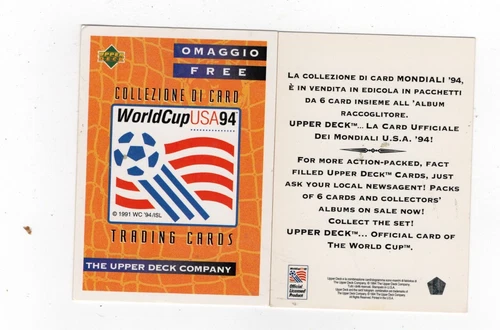 OMAGGIO
FREE
COLLEZIONE DI CARD
WorldCupUSA94
© 1991 WC '94/ISL
TRADING CARDS
THE UPPER DECK COMPANY
LA COLLEZIONE DI CARD MONDIALI '94,
È IN VENDITA IN EDICOLA IN PACCHETTI
DA 6 CARD INSIEME ALL 'ALBUM
RACCOGLITORE.
UPPER DECK™... LA CARD UFFICIALE
DEI MONDIALI U.S.A. '94!
FOR MORE ACTION-PACKED, FACT
FILLED UPPER DECK CARDS, JUST
ASK YOUR LOCAL NEWSAGENT! PACKS
OF 6 CARDS AND COLLECTORS'
ALBUMS ON SALE NOW!
COLLECT THE SET!
UPPER DECK™... OFFICIAL CARD OF
THE WORLD CUP™.
Official
Licensed
Product